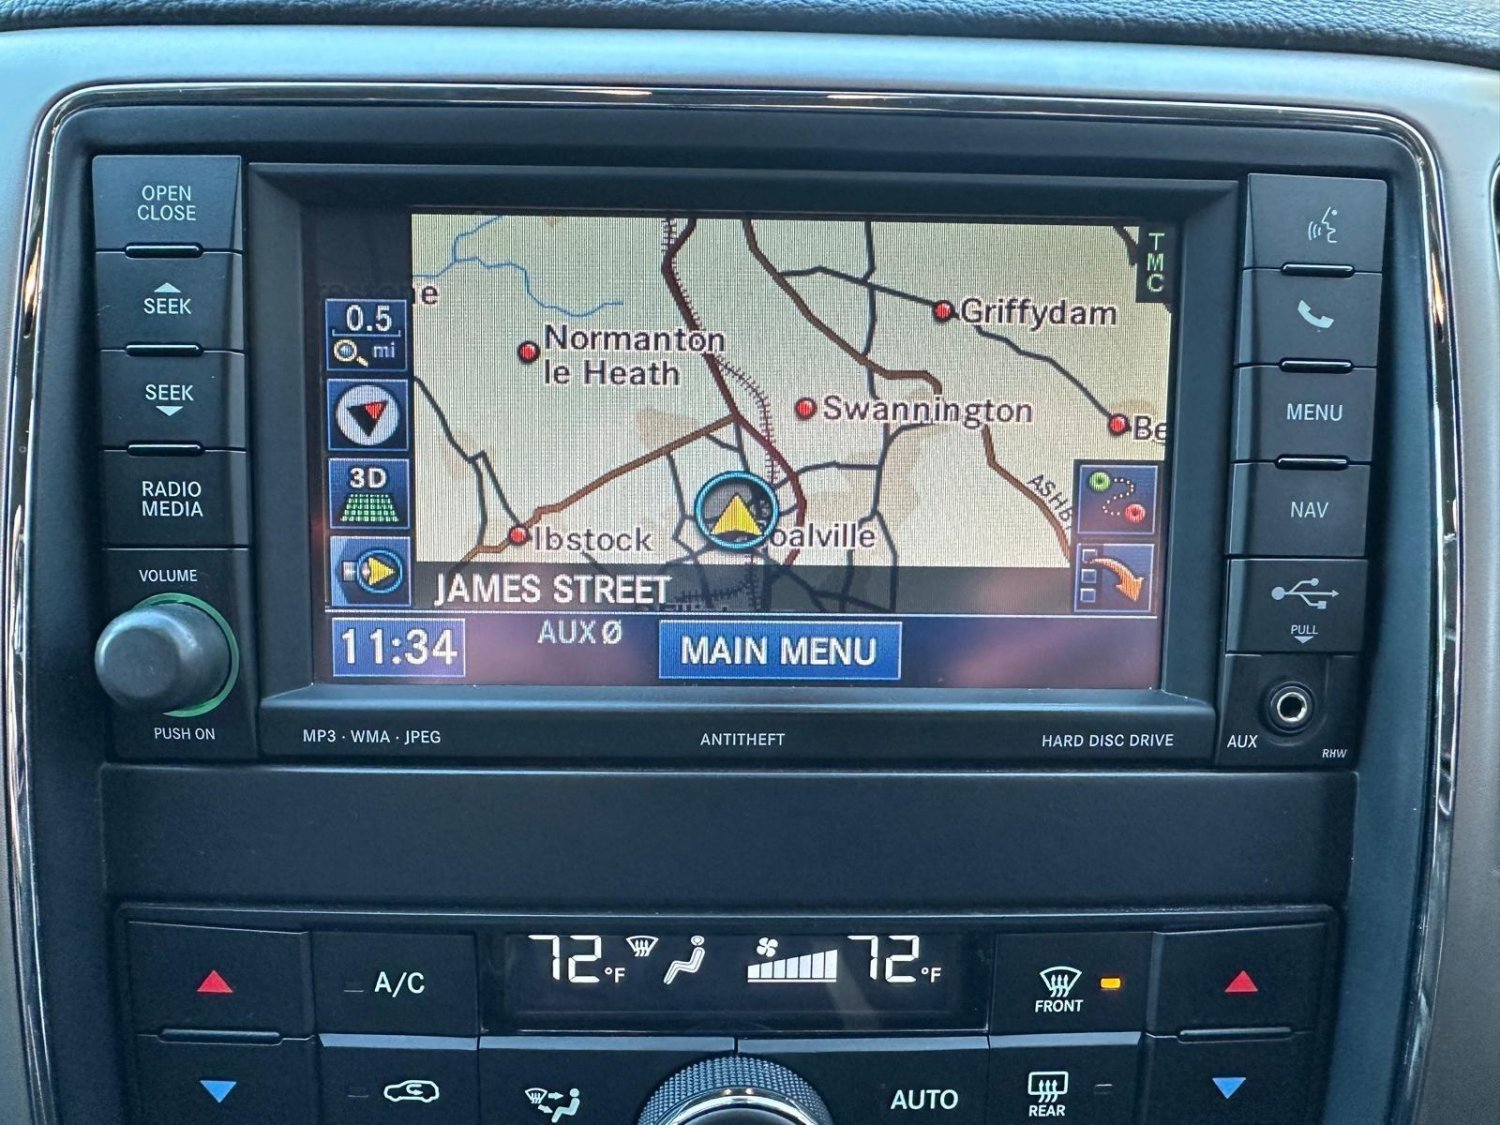 OPEN
CLOSE
SEEK
SEEK
RADIO
MEDIA
VOLUME
PUSH ON
0.5
mi
3D
TMC
Normanton
le Heath
Griffydam
Swannington
Be
ASHB
Ibstock
oalville
JAMES STREET
11:34
AUX Ø
MAIN MENU
MENU
NAV
PULL
AUX
RHW
MP3 · WMA · JPEG
ANTITHEFT
HARD DISC DRIVE
72°F
72°F
A/C
FRONT
AUTO
REAR